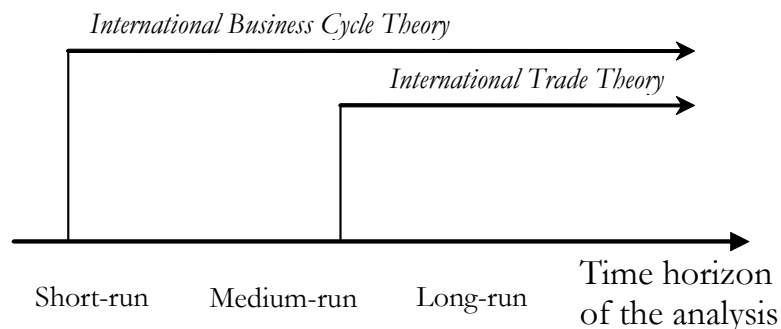 International Business Cycle Theory
International Trade Theory
Short-run Medium-run Long-run
Time horizon
of the analysis